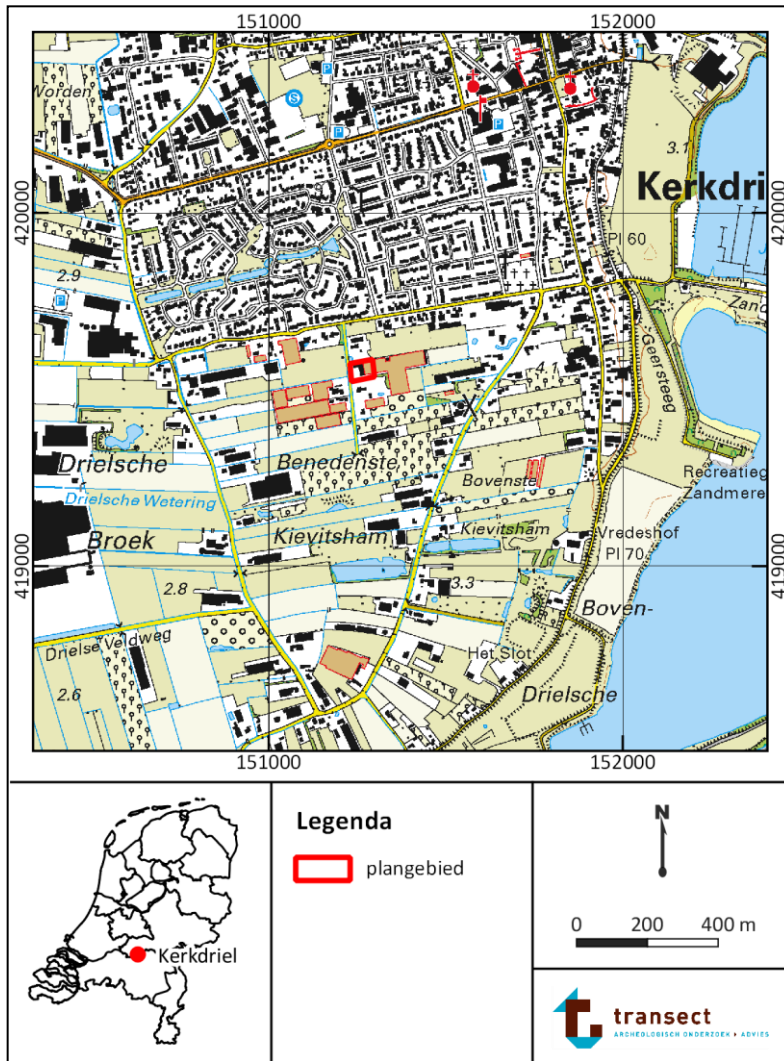 151000 152000
Worden
P
S
P
P
3.1
Kerkdri
420000 420000
2.9
P
Pl 60
Zand
Geersteeg
4.1
Drielsche Benedenste
Bovenste
Recreatieg
Zandmere
Drielsche Wetering
Broek Kievitsham Kievitsham
Vredeshof
Pl 70
419000 419000
2.8 3.3
Boven-
Drielse Veldweg
Het Slot
2.6
Drielsche
151000 152000
Legenda
plangebied
Kerkdriel
N
0 200 400 m
transect
ARCHEOLOGISCH ONDERZOEK ▸ ADVIES